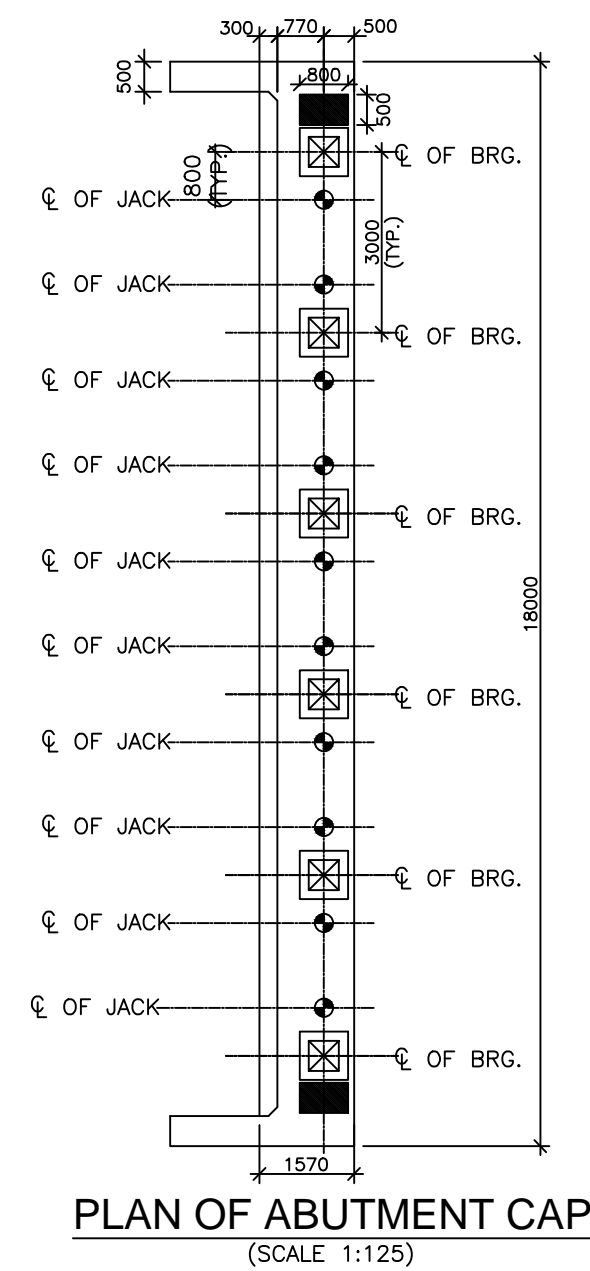 300 770 500
500
800
500
800
(TYP.)
℄ OF BRG.
℄ OF JACK
3000
(TYP.)
℄ OF JACK
℄ OF BRG.
℄ OF JACK
℄ OF JACK
℄ OF BRG.
℄ OF JACK
18000
℄ OF JACK
℄ OF BRG.
℄ OF JACK
℄ OF JACK
℄ OF BRG.
℄ OF JACK
℄ OF JACK
℄ OF BRG.
1570
PLAN OF ABUTMENT CAP
(SCALE 1:125)